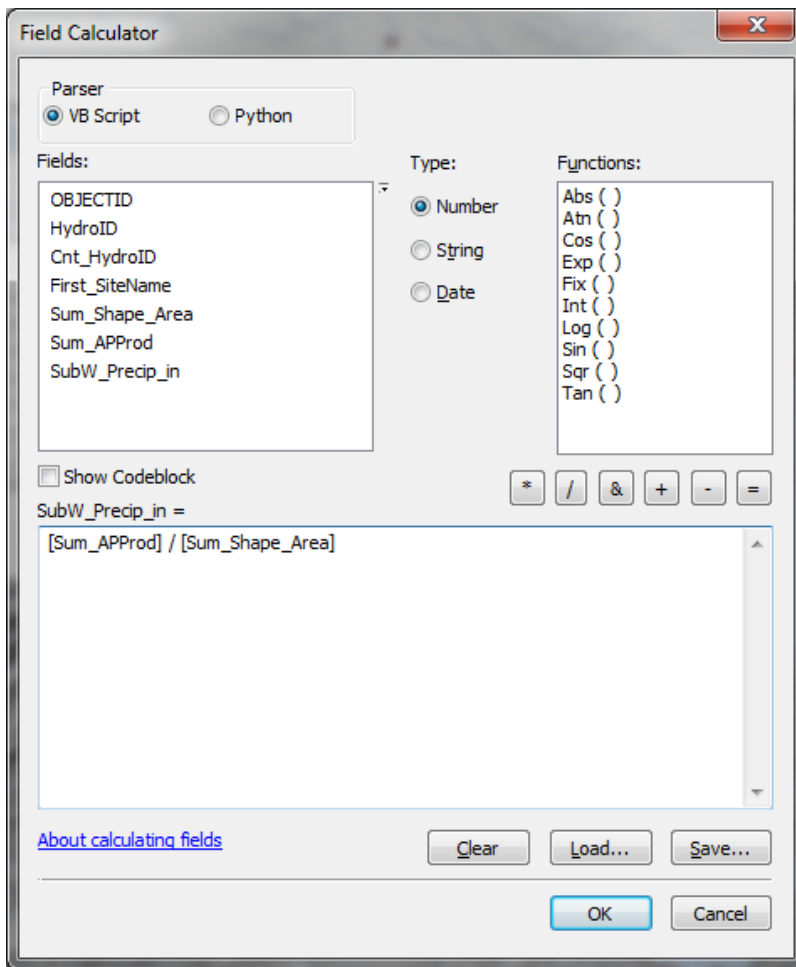 Field Calculator
Parser
VB Script Python
Fields:
OBJECTID
HydroID
Cnt_HydroID
First_SiteName
Sum_Shape_Area
Sum_APProd
SubW_Precip_in
Type:
Number
String
Date
Functions:
Abs ( )
Atn ( )
Cos ( )
Exp ( )
Fix ( )
Int ( )
Log ( )
Sin ( )
Sqr ( )
Tan ( )
Show Codeblock
* / & + - =
SubW_Precip_in =
[Sum_APProd] / [Sum_Shape_Area]
About calculating fields
Clear Load... Save...
OK Cancel